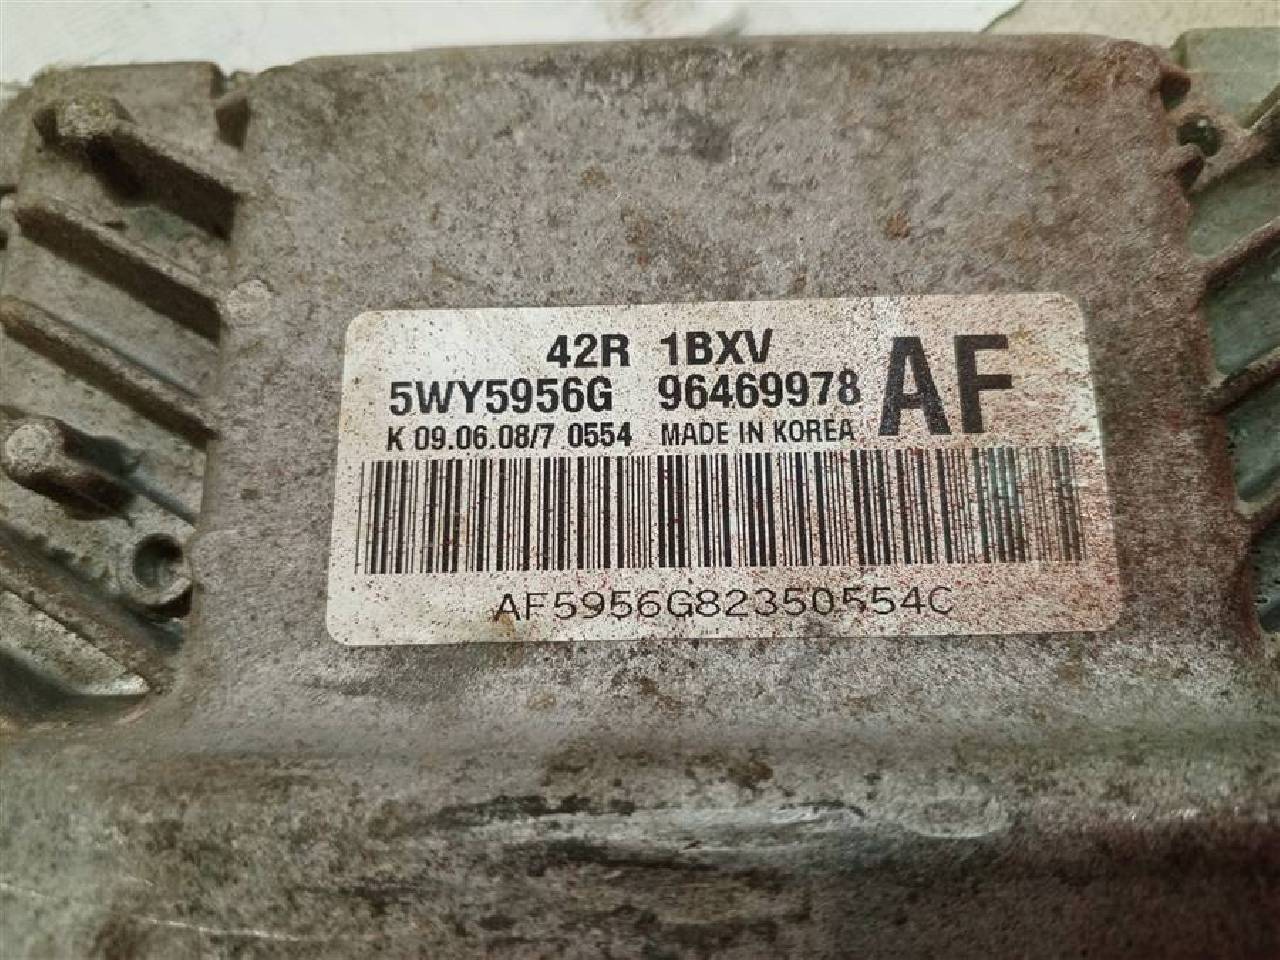 42R 1BXV
5WY5956G 96469978 AF
K 09.06.08/7 0554 MADE IN KOREA
AF5956G82350554C